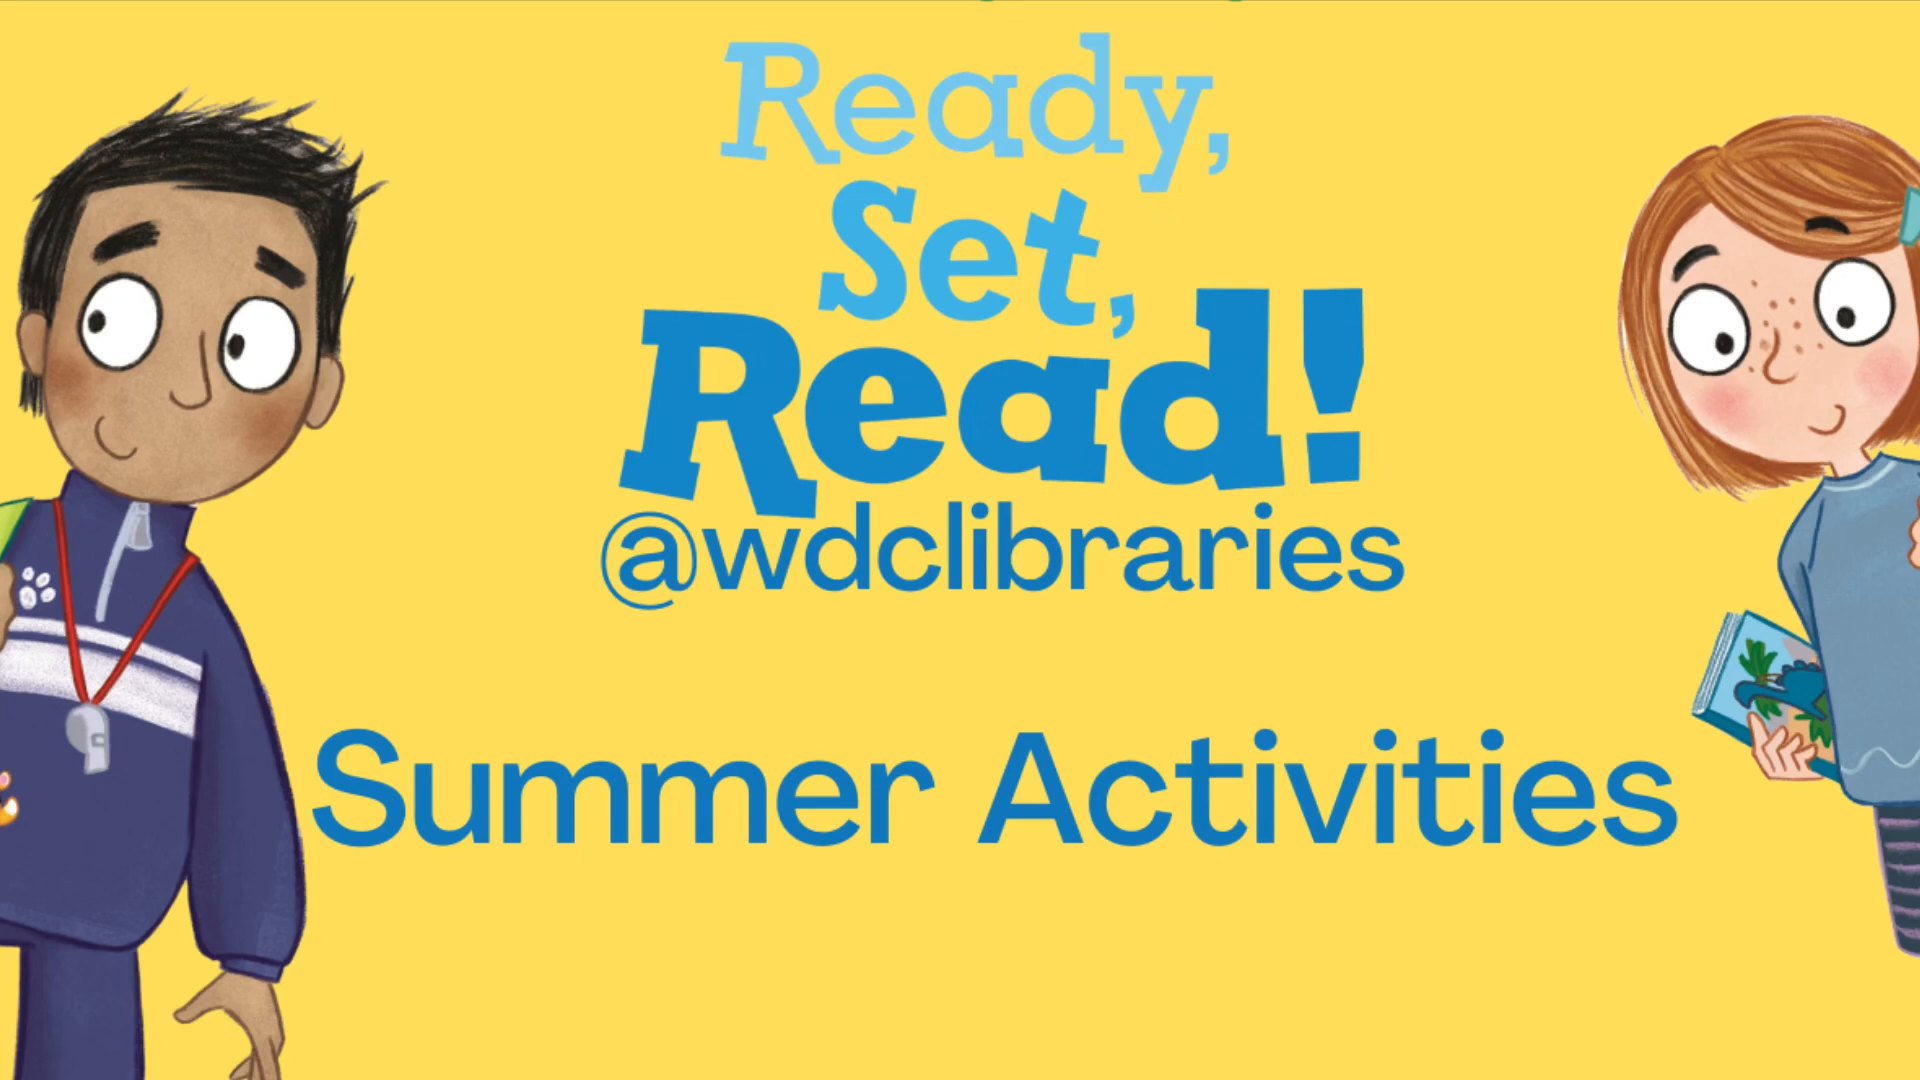 Ready,
Set,
Read!
@wdclibraries
Summer Activities